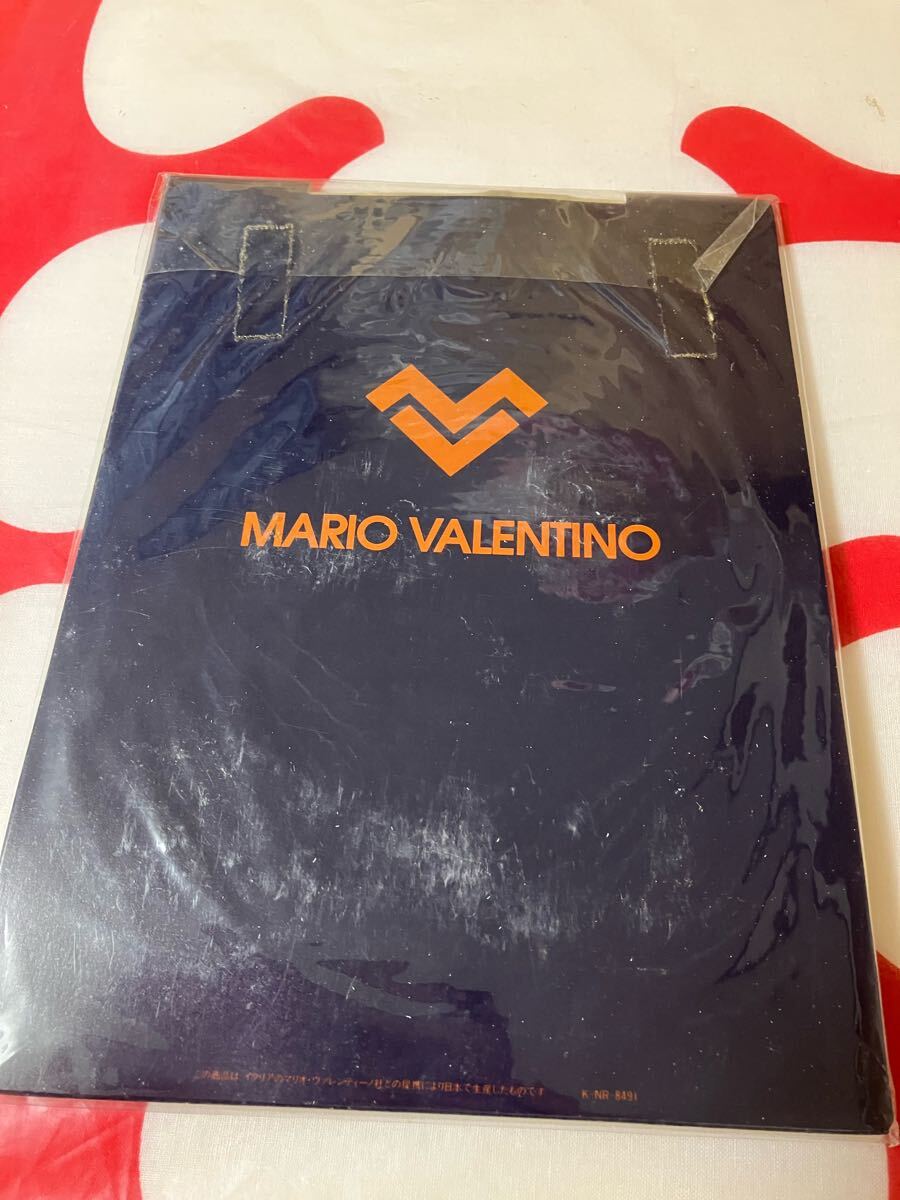 MARIO VALENTINO
この商品は イタリアのマリオ・ヴァレンティーノ社との提携により日本で生産したものです K-NR-8491